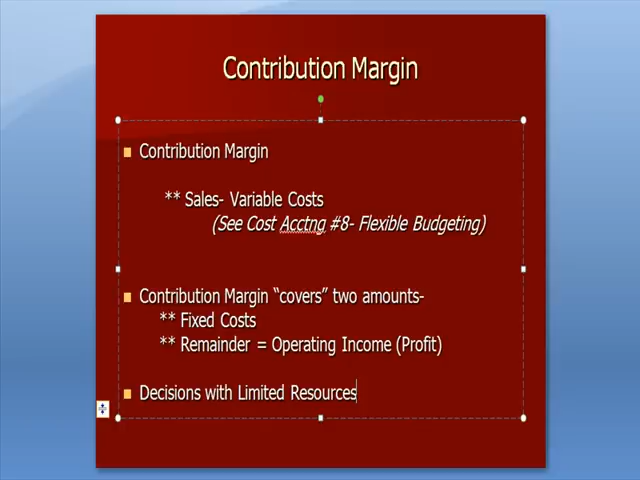 Contribution Margin
Contribution Margin
** Sales- Variable Costs
(See Cost Acctng #8- Flexible Budgeting)
Contribution Margin “covers” two amounts-
** Fixed Costs
** Remainder = Operating Income (Profit)
Decisions with Limited Resources